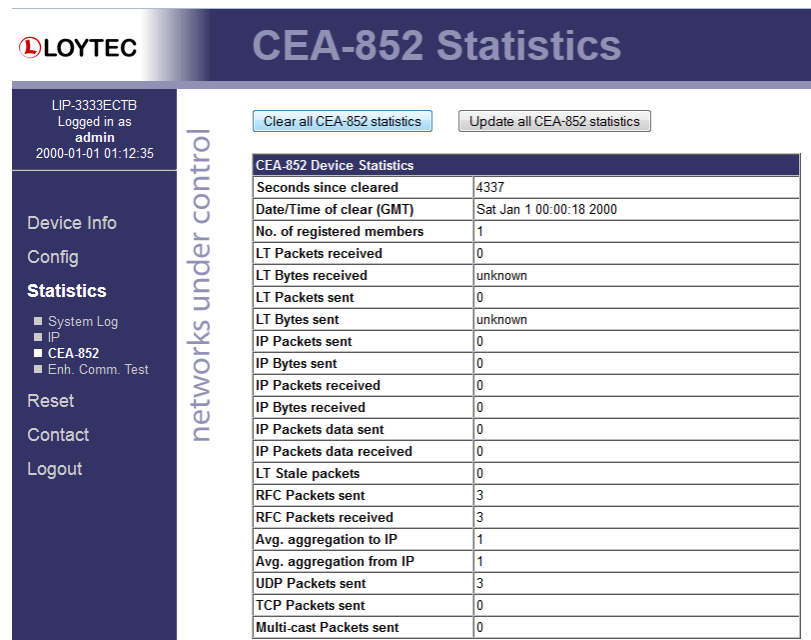 LOYTEC
CEA-852 Statistics
LIP-3333ECTB
Logged in as
admin
2000-01-01 01:12:35
Device Info
Config
Statistics
System Log
IP
CEA-852
Enh. Comm. Test
Reset
Contact
Logout
networks under control
Clear all CEA-852 statistics Update all CEA-852 statistics
CEA-852 Device Statistics
Seconds since cleared 4337
Date/Time of clear (GMT) Sat Jan 1 00:00:18 2000
No. of registered members 1
LT Packets received 0
LT Bytes received unknown
LT Packets sent 0
LT Bytes sent unknown
IP Packets sent 0
IP Bytes sent 0
IP Packets received 0
IP Bytes received 0
IP Packets data sent 0
IP Packets data received 0
LT Stale packets 0
RFC Packets sent 3
RFC Packets received 3
Avg. aggregation to IP 1
Avg. aggregation from IP 1
UDP Packets sent 3
TCP Packets sent 0
Multi-cast Packets sent 0